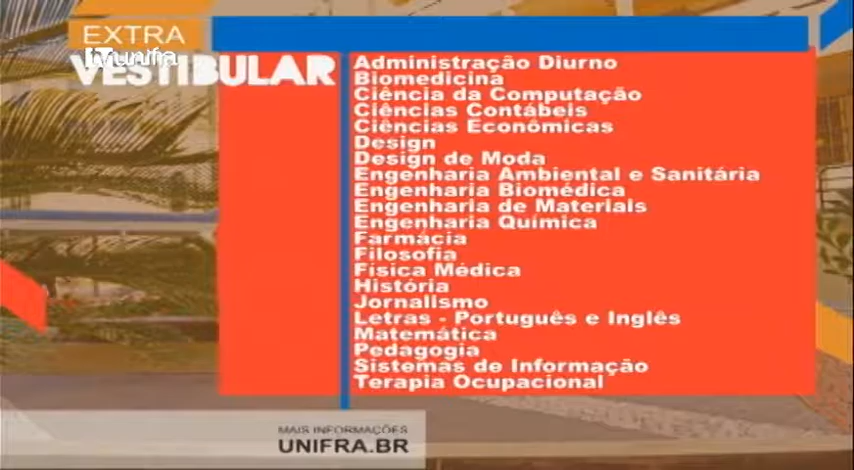 EXTRA
TVunifra
VESTIBULAR
Administração Diurno
Biomedicina
Ciência da Computação
Ciências Contábeis
Ciências Econômicas
Design
Design de Moda
Engenharia Ambiental e Sanitária
Engenharia Biomédica
Engenharia de Materiais
Engenharia Química
Farmácia
Filosofia
Física Médica
História
Jornalismo
Letras - Português e Inglês
Matemática
Pedagogia
Sistemas de Informação
Terapia Ocupacional
MAIS INFORMAÇÕES
UNIFRA.BR